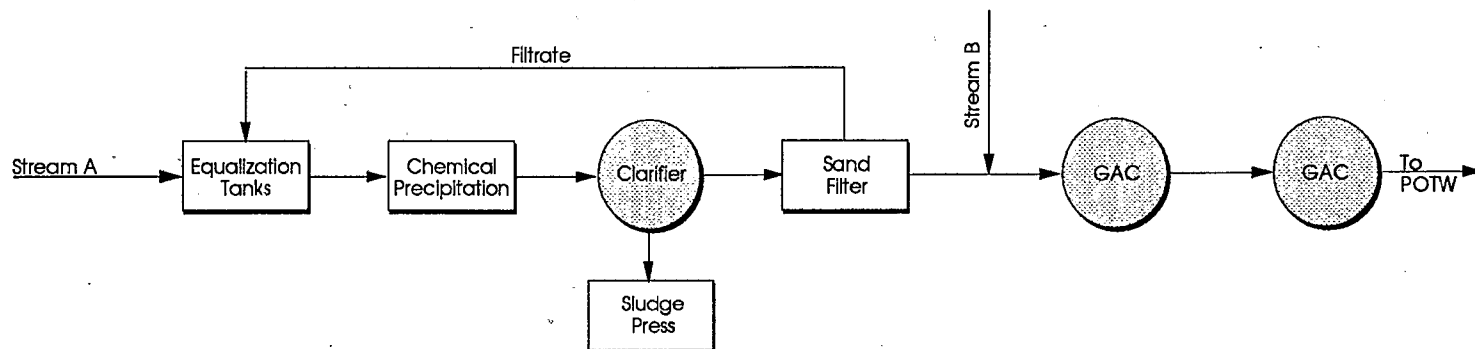 Filtrate
Stream B
Stream A
Equalization
Tanks
Chemical
Precipitation
Clarifier
Sand
Filter
GAC
GAC
To
POTW
Sludge
Press